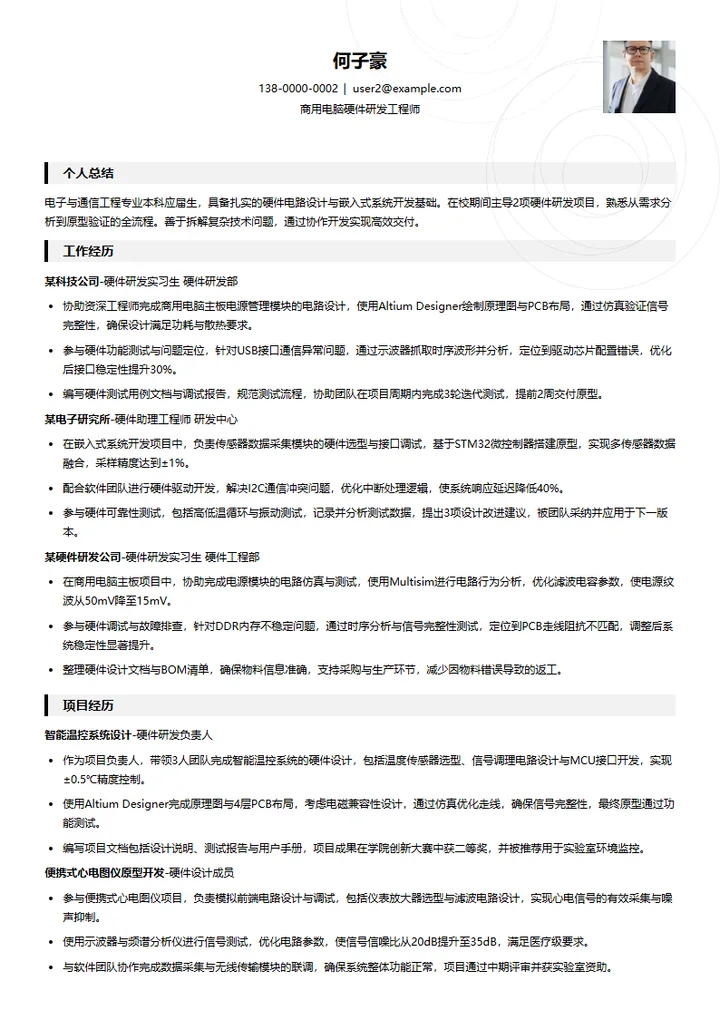 何子豪
138-0000-0002 | user2@example.com
商用电脑硬件研发工程师
个人总结
电子与通信工程专业本科应届生，具备扎实的硬件电路设计与嵌入式系统开发基础。在校期间主导2项硬件研发项目，熟悉从需求分
析到原型验证的全流程。善于拆解复杂技术问题，通过协作开发实现高效交付。
工作经历
某科技公司-硬件研发实习生 硬件研发部
• 协助资深工程师完成商用电脑主板电源管理模块的电路设计，使用Altium Designer绘制原理图与PCB布局，通过仿真验证信号
完整性，确保设计满足功耗与散热要求。
• 参与硬件功能测试与问题定位，针对USB接口通信异常问题，通过示波器抓取时序波形并分析，定位到驱动芯片配置错误，优化
后接口稳定性提升30%。
• 编写硬件测试用例文档与调试报告，规范测试流程，协助团队在项目周期内完成3轮迭代测试，提前2周交付原型。
某电子研究所-硬件助理工程师 研发中心
• 在嵌入式系统开发项目中，负责传感器数据采集模块的硬件选型与接口调试，基于STM32微控制器搭建原型，实现多传感器数据
融合，采样精度达到±1%。
• 配合软件团队进行硬件驱动开发，解决I2C通信冲突问题，优化中断处理逻辑，使系统响应延迟降低40%。
• 参与硬件可靠性测试，包括高低温循环与振动测试，记录并分析测试数据，提出3项设计改进建议，被团队采纳并应用于下一版
本。
某硬件研发公司-硬件研发实习生 硬件工程部
• 在商用电脑主板项目中，协助完成电源模块的电路仿真与测试，使用Multisim进行电路行为分析，优化滤波电容参数，使电源纹
波从50mV降至15mV。
• 参与硬件调试与故障排查，针对DDR内存不稳定问题，通过时序分析与信号完整性测试，定位到PCB走线阻抗不匹配，调整后系
统稳定性显著提升。
• 整理硬件设计文档与BOM清单，确保物料信息准确，支持采购与生产环节，减少因物料错误导致的返工。
项目经历
智能温控系统设计-硬件研发负责人
• 作为项目负责人，带领3人团队完成智能温控系统的硬件设计，包括温度传感器选型、信号调理电路设计与MCU接口开发，实现
±0.5℃精度控制。
• 使用Altium Designer完成原理图与4层PCB布局，考虑电磁兼容性设计，通过仿真优化走线，确保信号完整性，最终原型通过功
能测试。
• 编写项目文档包括设计说明、测试报告与用户手册，项目成果在学院创新大赛中获二等奖，并被推荐用于实验室环境监控。
便携式心电图仪原型开发-硬件设计成员
• 参与便携式心电图仪项目，负责模拟前端电路设计与调试，包括仪表放大器选型与滤波电路设计，实现心电信号的有效采集与噪
声抑制。
• 使用示波器与频谱分析仪进行信号测试，优化电路参数，使信号信噪比从20dB提升至35dB，满足医疗级要求。
• 与软件团队协作完成数据采集与无线传输模块的联调，确保系统整体功能正常，项目通过中期评审并获实验室资助。